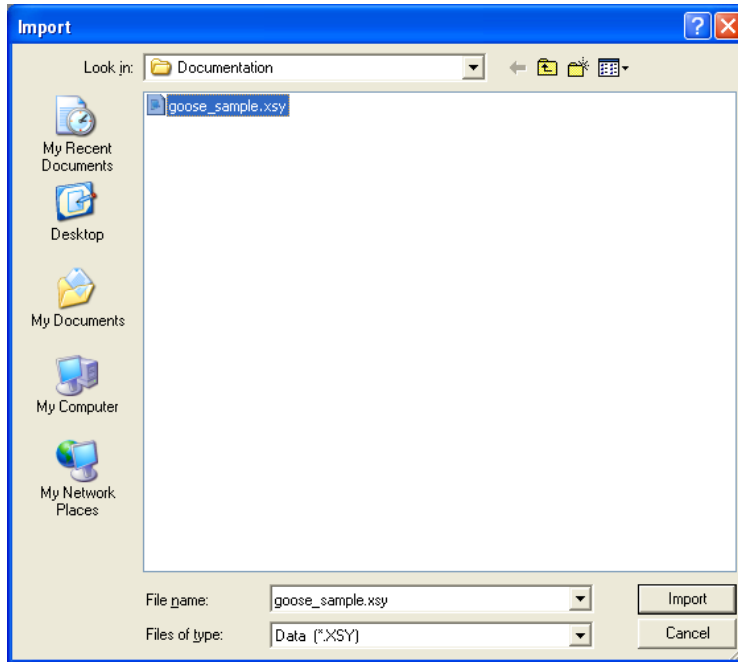 Import
Look in: Documentation
goose_sample.xsy
My Recent
Documents
Desktop
My Documents
My Computer
My Network
Places
File name: goose_sample.xsy Import
Files of type: Data (*.XSY) Cancel